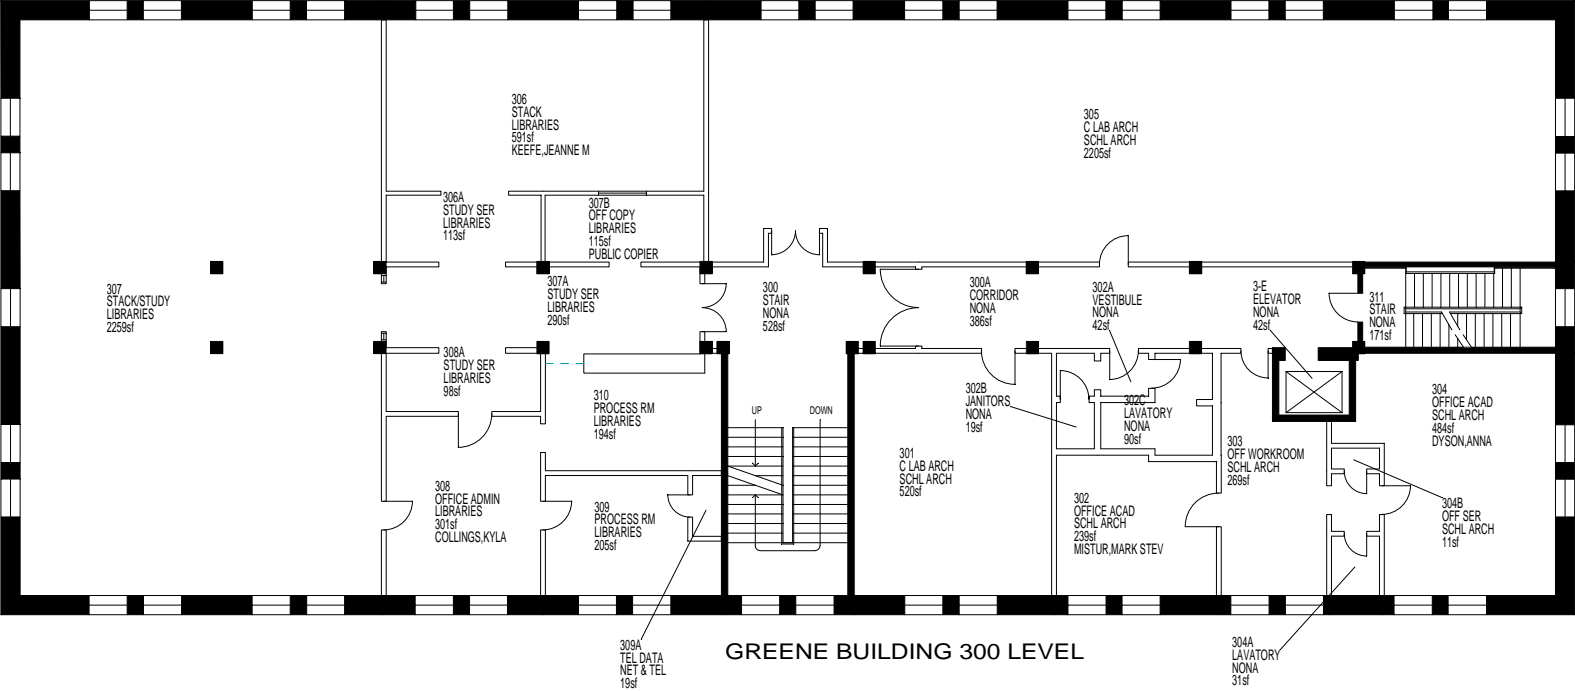 306
STACK
LIBRARIES
591sf
KEEFE,JEANNE M
305
C LAB ARCH
SCHL ARCH
2205sf
306A
STUDY SER
LIBRARIES
113sf
307B
OFF COPY
LIBRARIES
115sf
PUBLIC COPIER
307
STACK/STUDY
LIBRARIES
2259sf
307A
STUDY SER
LIBRARIES
290sf
300
STAIR
NONA
528sf
300A
CORRIDOR
NONA
386sf
302A
VESTIBULE
NONA
42sf
3-E
ELEVATOR
NONA
42sf
311
STAIR
NONA
171sf
308A
STUDY SER
LIBRARIES
98sf
310
PROCESS RM
LIBRARIES
194sf
UP
DOWN
302B
JANITORS
NONA
19sf
302C
LAVATORY
NONA
90sf
304
OFFICE ACAD
SCHL ARCH
484sf
DYSON,ANNA
303
OFF WORKROOM
SCHL ARCH
269sf
301
C LAB ARCH
SCHL ARCH
520sf
308
OFFICE ADMIN
LIBRARIES
301sf
COLLINGS,KYLA
309
PROCESS RM
LIBRARIES
205sf
302
OFFICE ACAD
SCHL ARCH
239sf
MISTUR,MARK STEV
304B
OFF SER
SCHL ARCH
11sf
309A
TEL DATA
NET & TEL
19sf
GREENE BUILDING 300 LEVEL
304A
LAVATORY
NONA
31sf